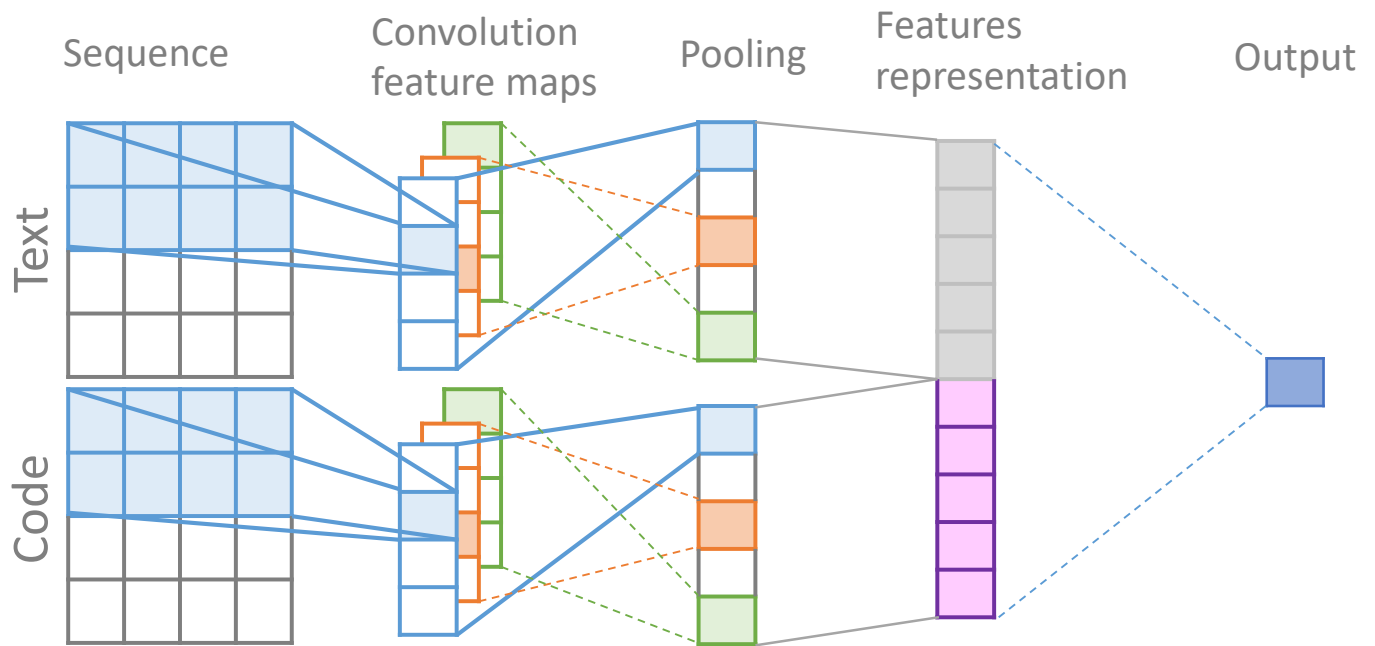 Sequence
Convolution
feature maps
Pooling
Features
representation
Output
Text
Code